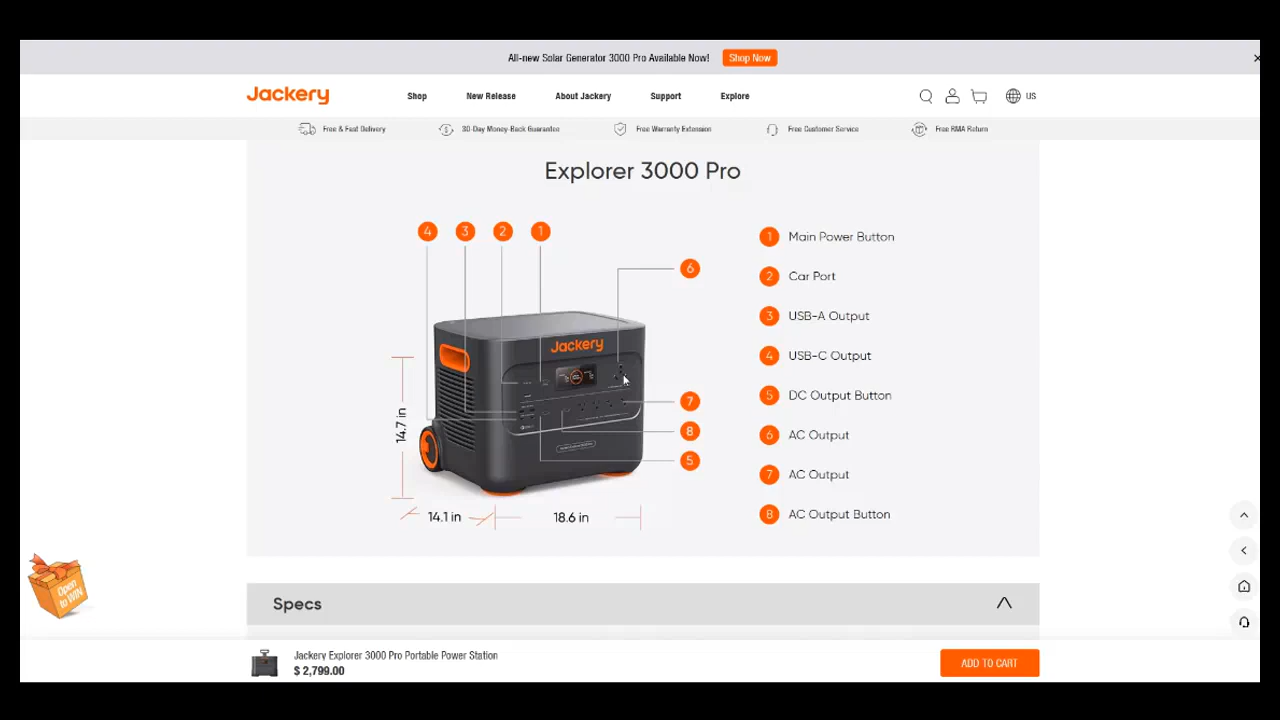 All-new Solar Generator 3000 Pro Available Now! Shop Now
Jackery Shop New Release About Jackery Support Explore US
Free & Fast Delivery 30-Day Money-Back Guarantee Free Warranty Extension Free Customer Service Free RMA Return
Explorer 3000 Pro
4 3 2 1
6
Jackery
7
8
5
14.7 in
14.1 in 18.6 in
1 Main Power Button
2 Car Port
3 USB-A Output
4 USB-C Output
5 DC Output Button
6 AC Output
7 AC Output
8 AC Output Button
Open
to WIN
Specs
Jackery Explorer 3000 Pro Portable Power Station
$ 2,799.00
ADD TO CART